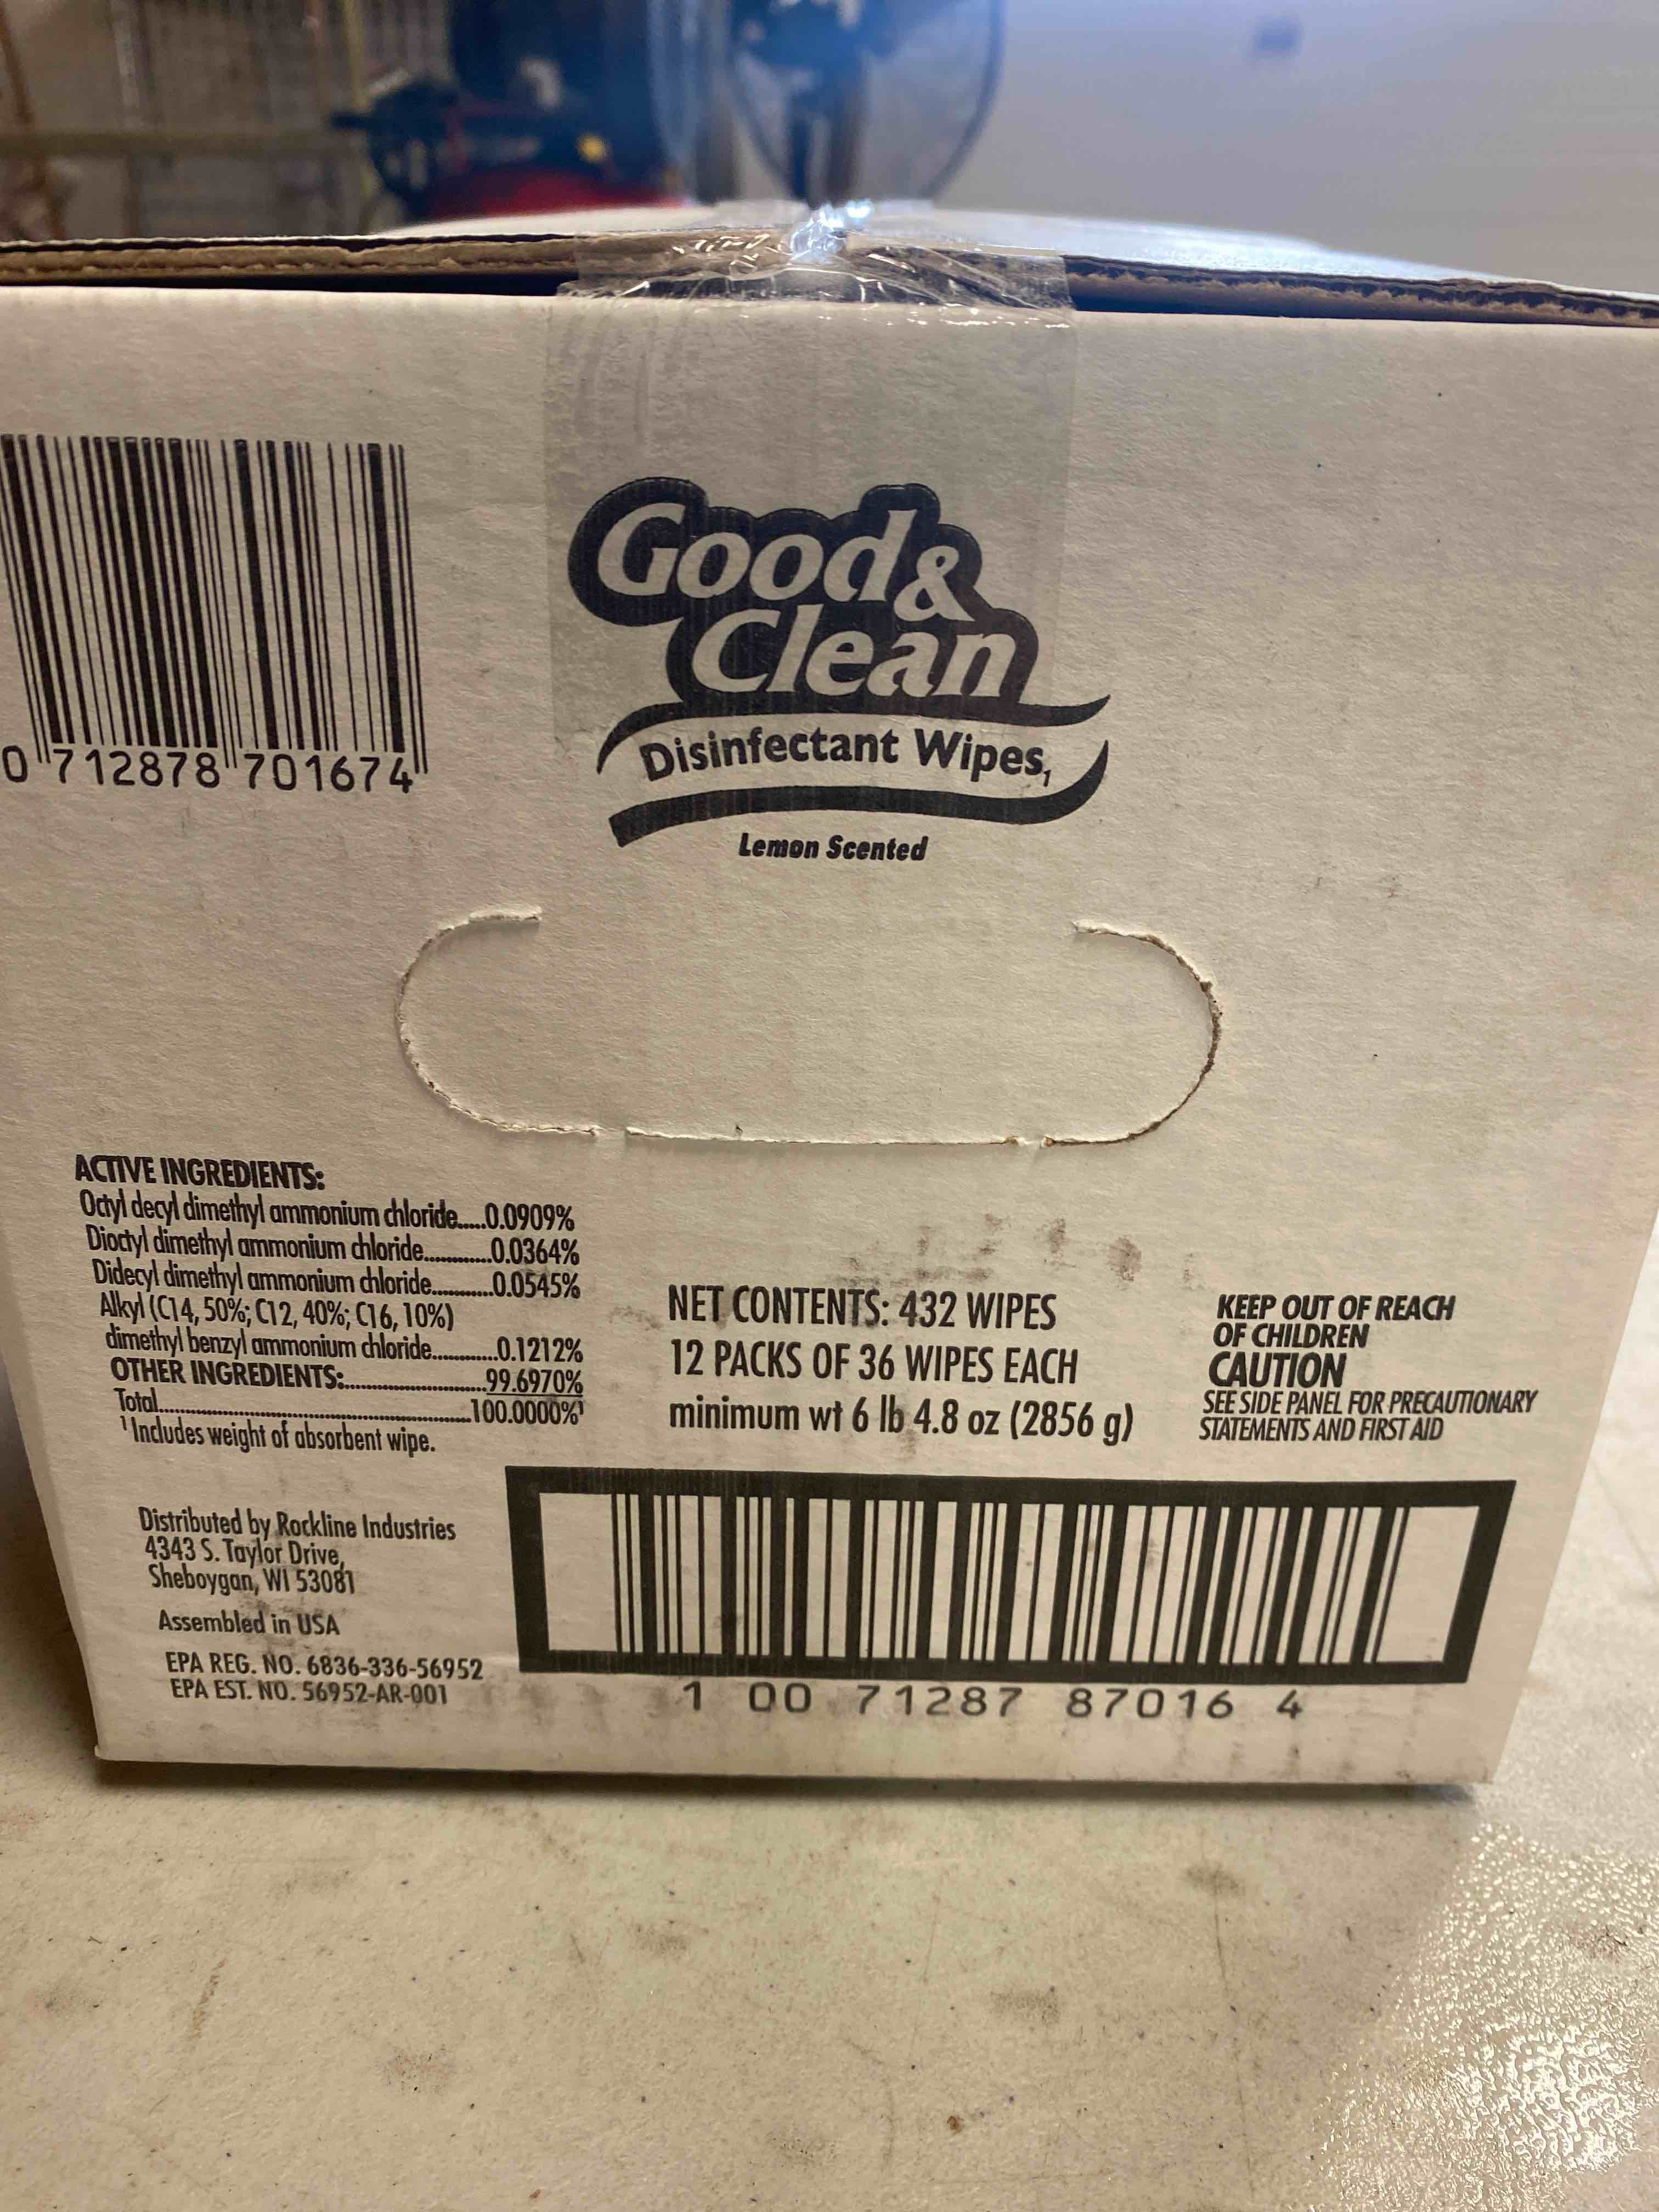 0 712878 701674
Good&
Clean
Disinfectant Wipes,
Lemon Scented
ACTIVE INGREDIENTS:
Octyl decyl dimethyl ammonium chloride.....0.0909%
Dioctyl dimethyl ammonium chloride............0.0364%
Didecyl dimethyl ammonium chloride...........0.0545%
Alkyl (C14, 50%; C12, 40%; C16, 10%)
dimethyl benzyl ammonium chloride............0.1212%
OTHER INGREDIENTS:.........................99.6970%
Total.......................................................100.0000%¹
¹ Includes weight of absorbent wipe.
NET CONTENTS: 432 WIPES
12 PACKS OF 36 WIPES EACH
minimum wt 6 lb 4.8 oz (2856 g)
KEEP OUT OF REACH
OF CHILDREN
CAUTION
SEE SIDE PANEL FOR PRECAUTIONARY
STATEMENTS AND FIRST AID
Distributed by Rockline Industries
4343 S. Taylor Drive,
Sheboygan, WI 53081
Assembled in USA
EPA REG. NO. 6836-336-56952
EPA EST. NO. 56952-AR-001
1 00 71287 87016 4